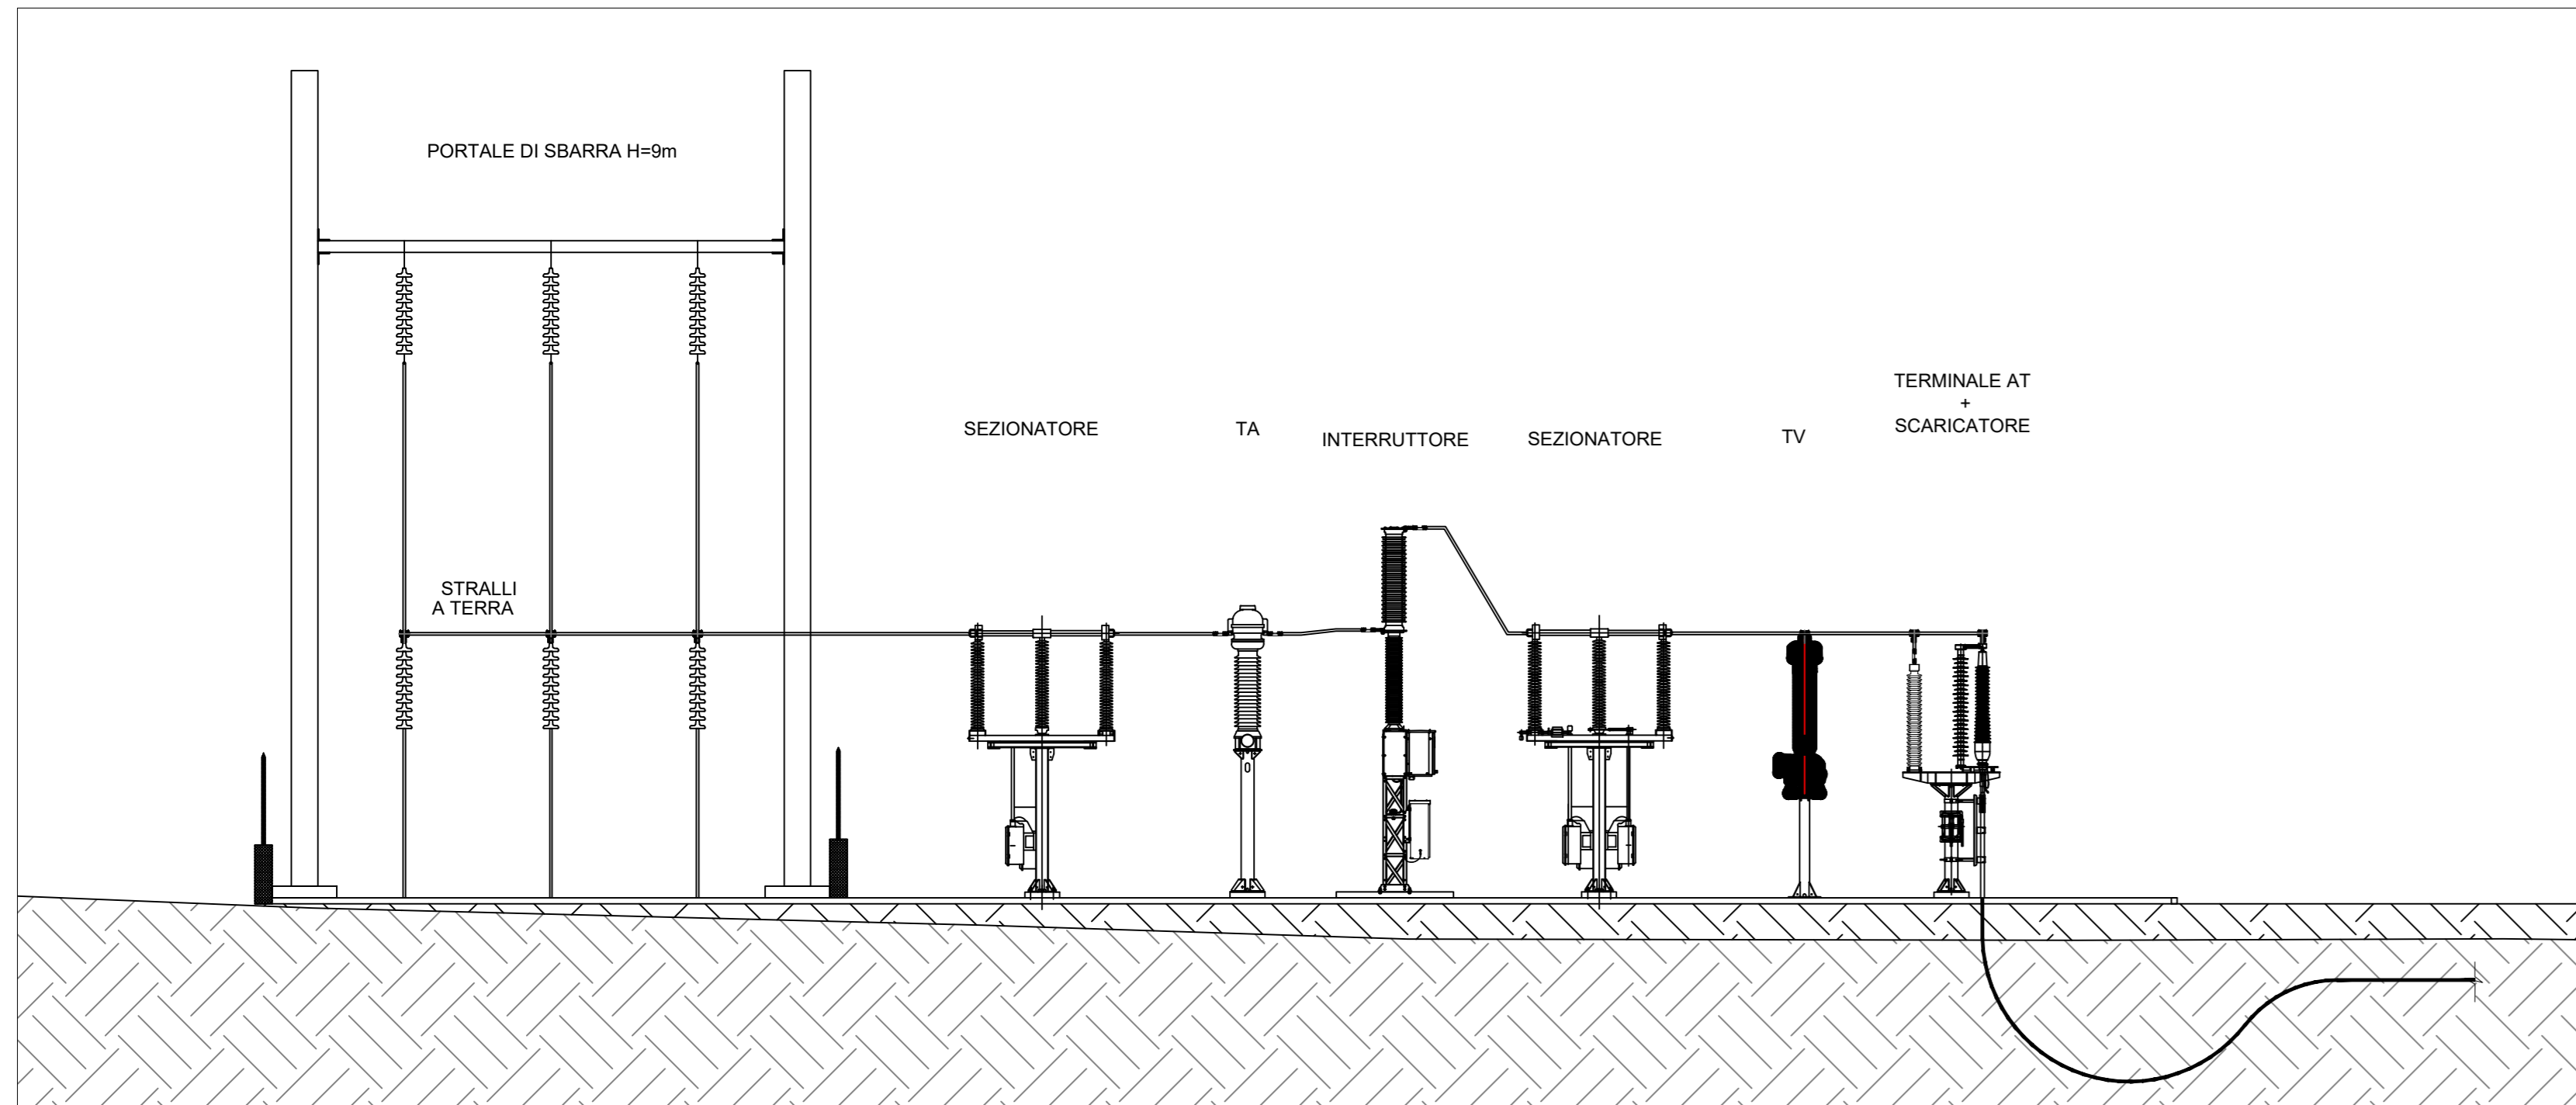 PORTALE DI SBARRA H=9m
STRALLI
A TERRA
SEZIONATORE
TA
INTERRUTTORE
SEZIONATORE
TV
TERMINALE AT
+
SCARICATORE